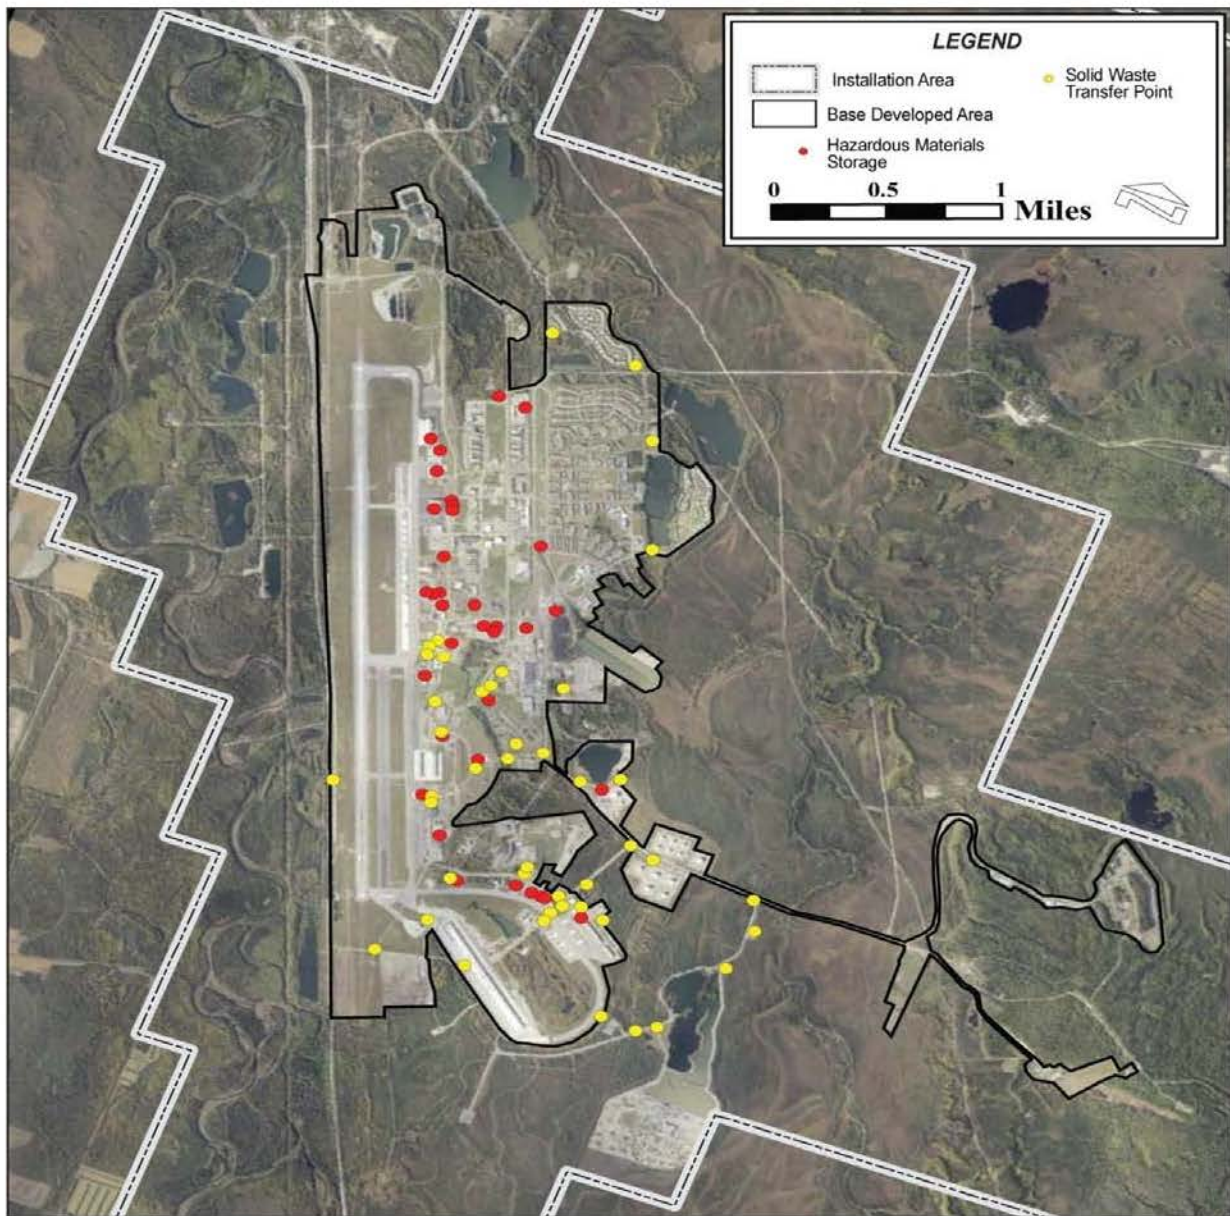 LEGEND
Installation Area
Base Developed Area
Hazardous Materials
Storage
Solid Waste
Transfer Point
0 0.5 1
Miles